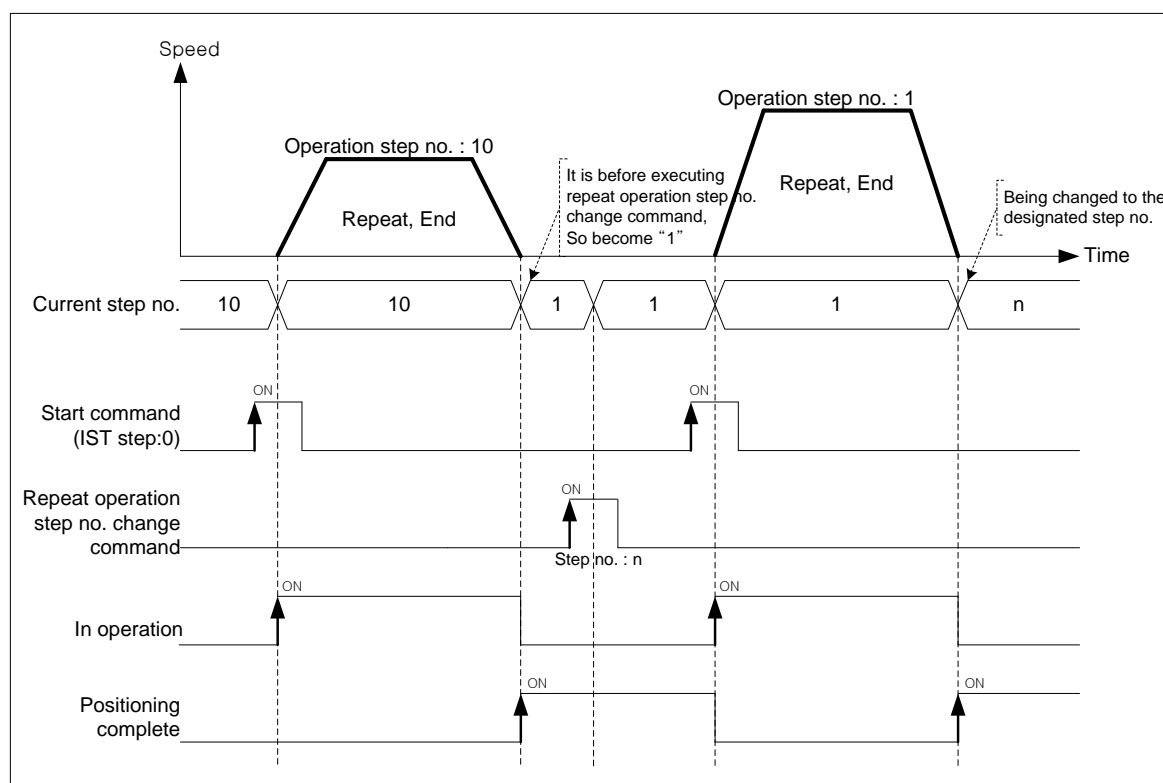 Speed
Operation step no. : 1
Operation step no. : 10
It is before executing
repeat operation step no.
change command,
So become “1”
Repeat, End
Repeat, End
Being changed to the
designated step no.
Time
Current step no.
10
10
1
1
1
n
ON
ON
Start command
(IST step:0)
ON
Repeat operation
step no. change
command
Step no. : n
ON
ON
In operation
ON
ON
Positioning
complete